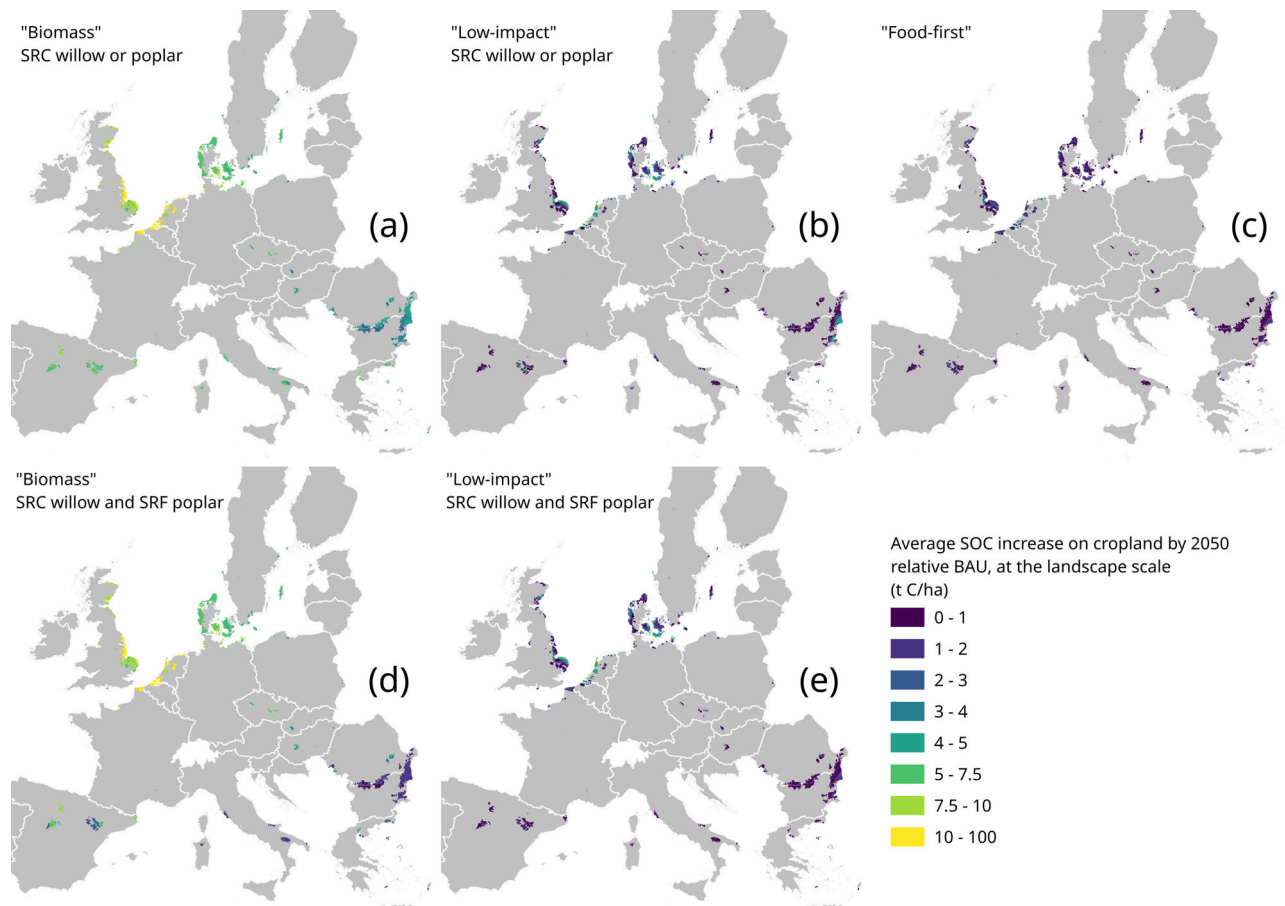 "Biomass"
SRC willow or poplar
(a)
"Low-impact"
SRC willow or poplar
(b)
"Food-first"
(c)
"Biomass"
SRC willow and SRF poplar
(d)
"Low-impact"
SRC willow and SRF poplar
(e)
Average SOC increase on cropland by 2050
relative BAU, at the landscape scale
(t C/ha)
0 - 1
1 - 2
2 - 3
3 - 4
4 - 5
5 - 7.5
7.5 - 10
10 - 100